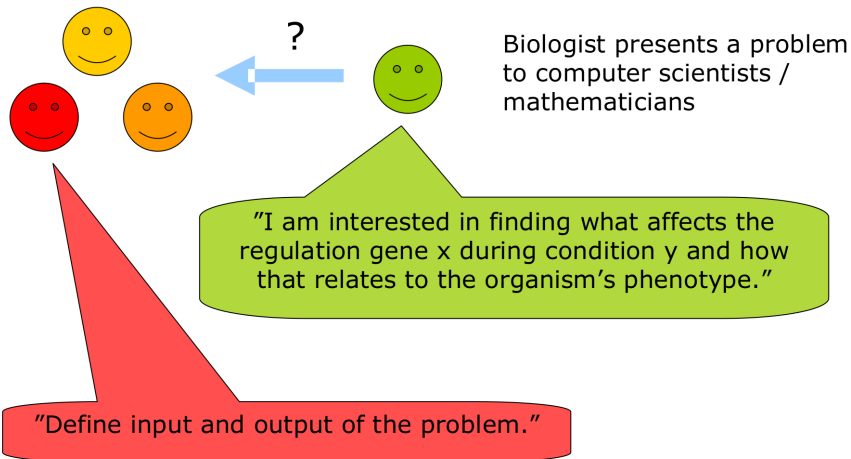 ?
Biologist presents a problem
to computer scientists /
mathematicians
”I am interested in finding what affects the
regulation gene x during condition y and how
that relates to the organism’s phenotype.”
”Define input and output of the problem.”